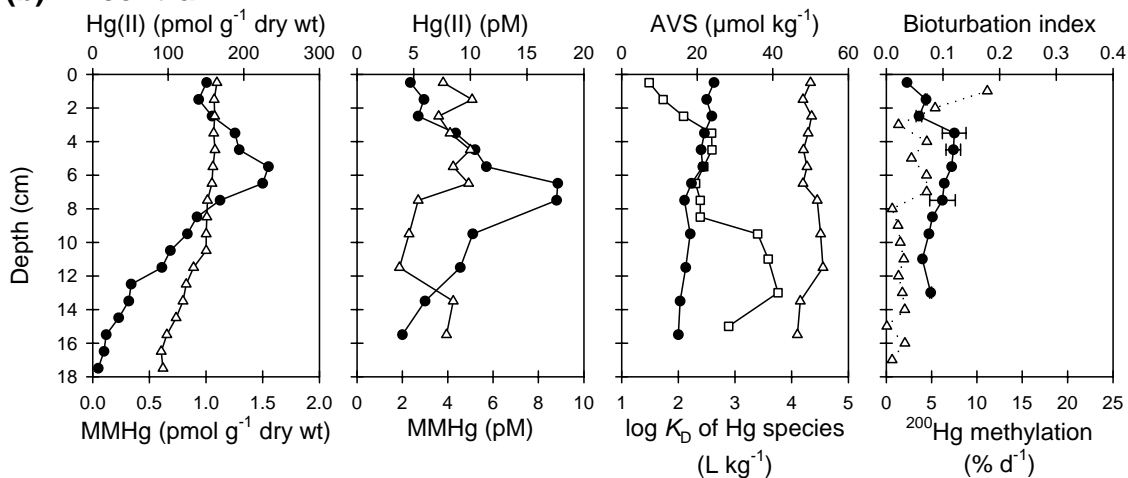 Hg(II) (pmol g⁻¹ dry wt) Hg(II) (pM) AVS (μmol kg⁻¹) Bioturbation index
0 100 200 300 0 5 10 15 20 0 20 40 60 0.0 0.1 0.2 0.3 0.4
0
2
4
6
8
10
12
14
16
18
Depth (cm)
0.0 0.5 1.0 1.5 2.0 0 2 4 6 8 10 1 2 3 4 5 0 5 10 15 20 25
MMHg (pmol g⁻¹ dry wt) MMHg (pM) log K_D of Hg species ²⁰⁰Hg methylation
(L kg⁻¹) (% d⁻¹)